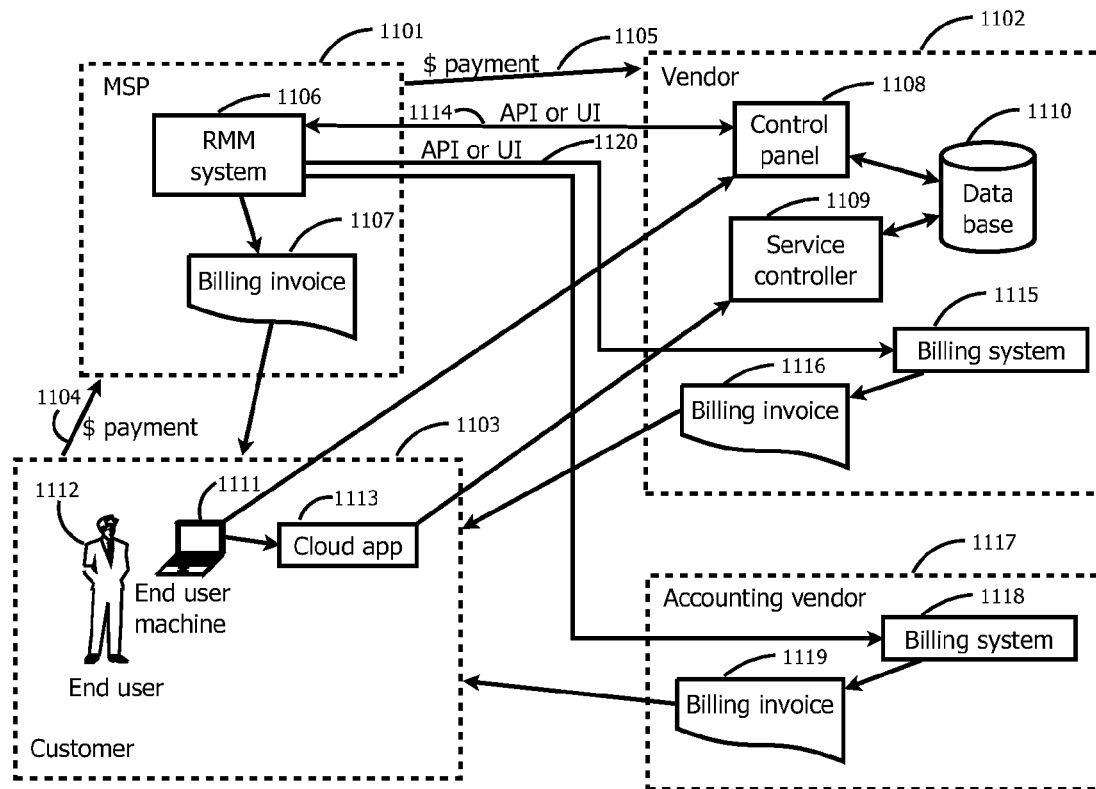 1101
1105
1102
MSP
$ payment
Vendor
1106
1114
API or UI
1108
1110
RMM
system
API or UI
1120
Control
panel
1107
1109
Data
base
Billing invoice
Service
controller
1115
Billing system
1104
$ payment
1103
1116
Billing invoice
1112
1111
1113
Cloud app
End user
machine
End user
Customer
1117
Accounting vendor
1118
Billing system
1119
Billing invoice